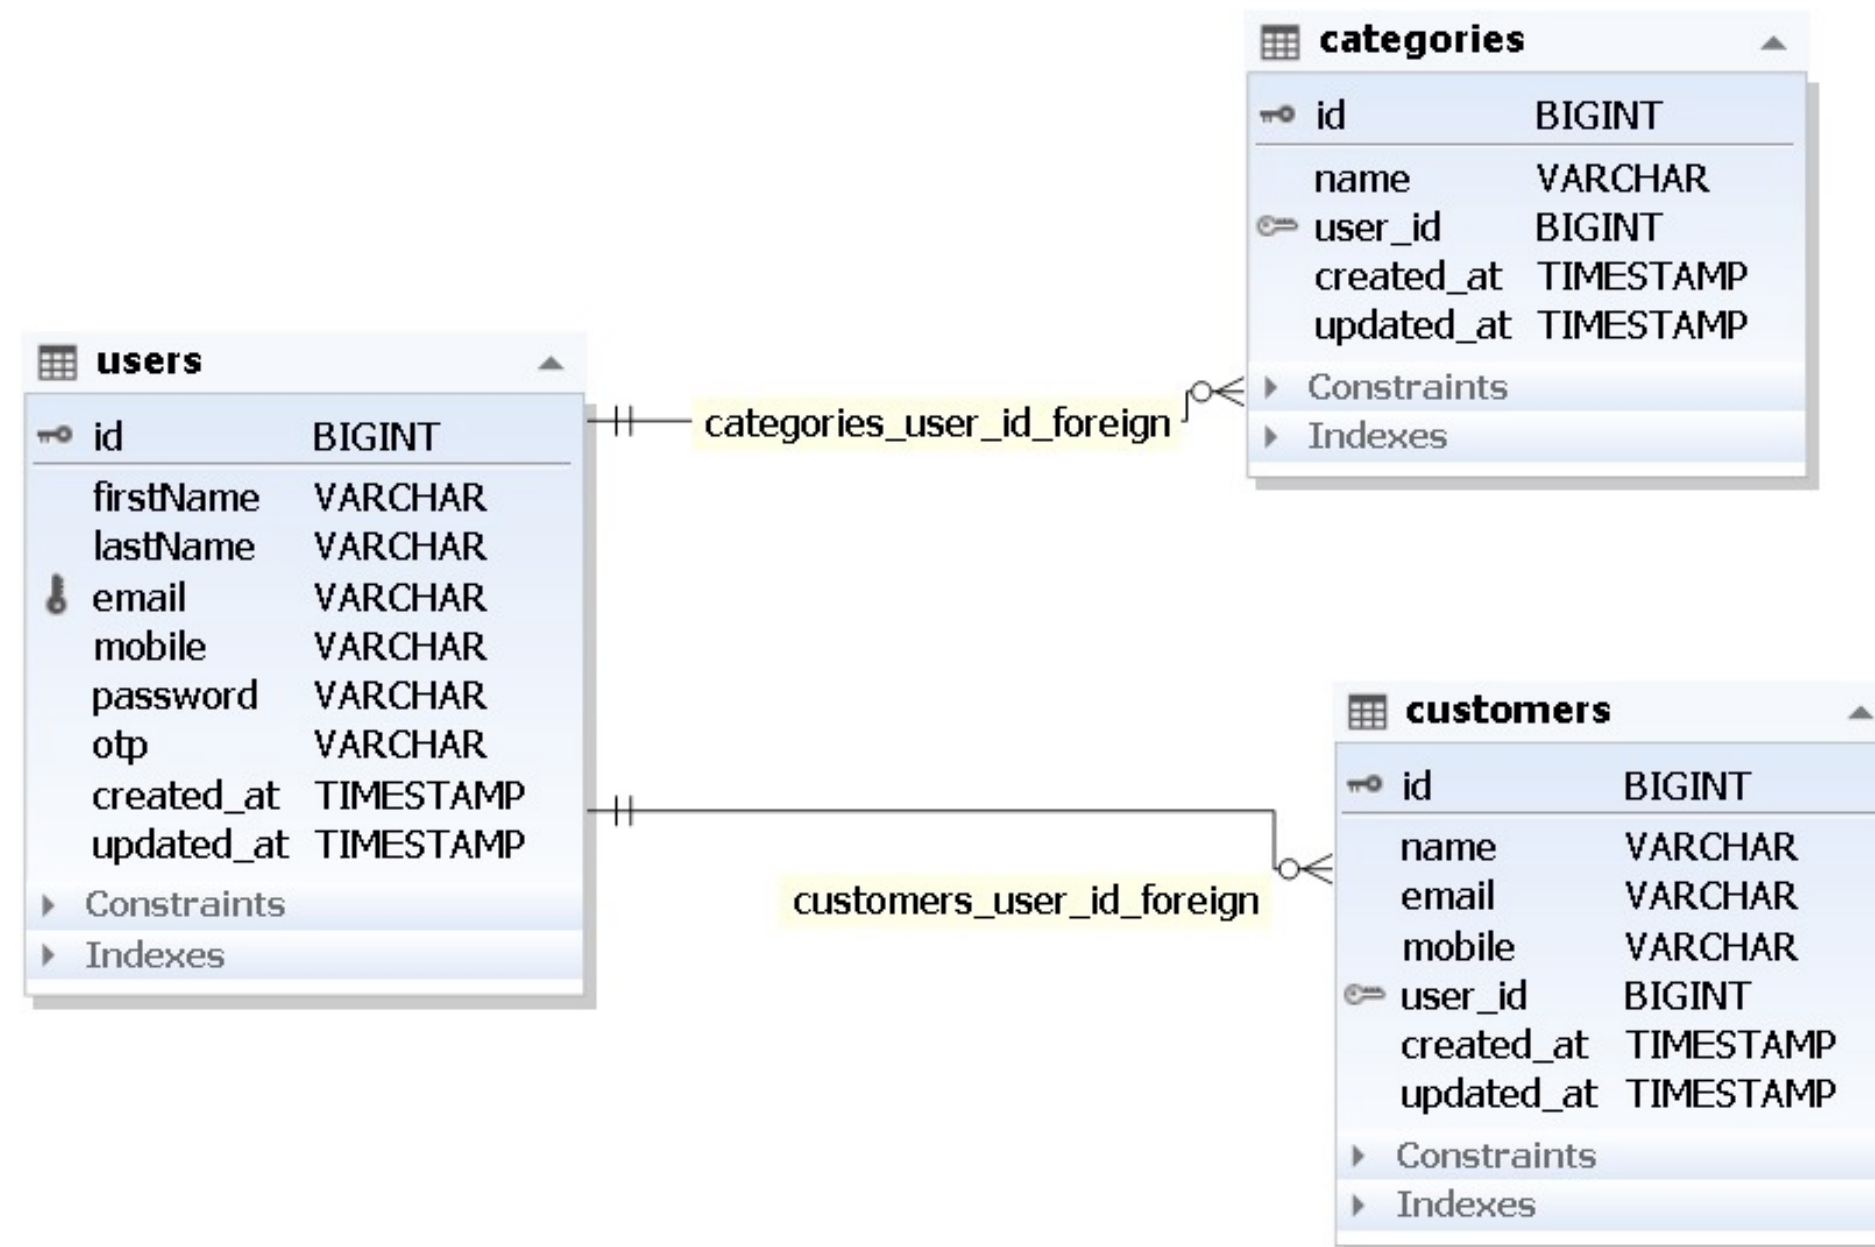 categories
id BIGINT
name VARCHAR
user_id BIGINT
created_at TIMESTAMP
updated_at TIMESTAMP
Constraints
Indexes
users
id BIGINT
firstName VARCHAR
lastName VARCHAR
email VARCHAR
mobile VARCHAR
password VARCHAR
otp VARCHAR
created_at TIMESTAMP
updated_at TIMESTAMP
Constraints
Indexes
categories_user_id_foreign
customers_user_id_foreign
customers
id BIGINT
name VARCHAR
email VARCHAR
mobile VARCHAR
user_id BIGINT
created_at TIMESTAMP
updated_at TIMESTAMP
Constraints
Indexes